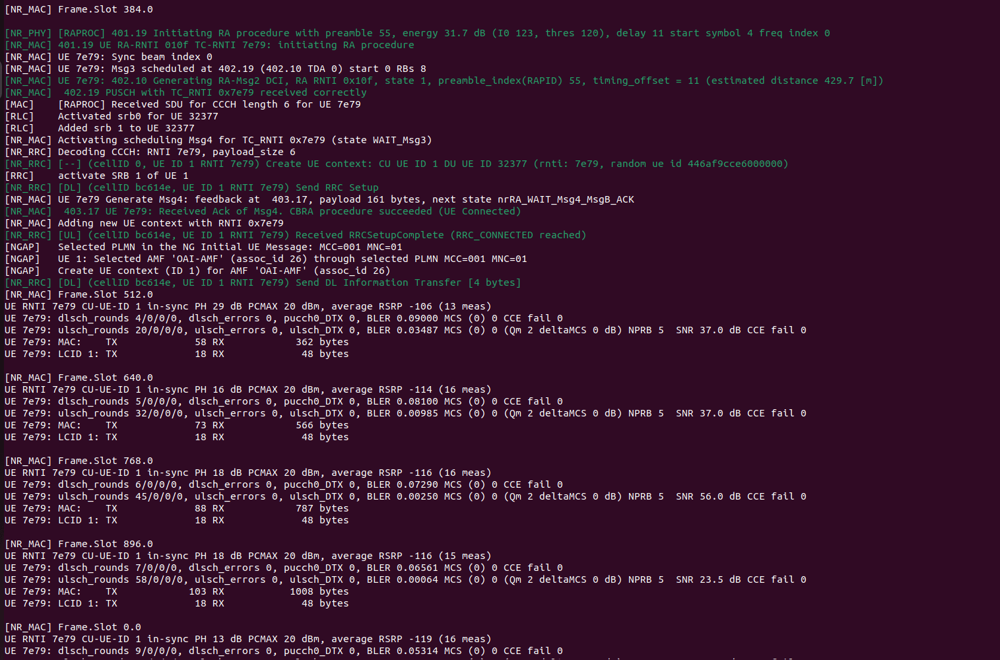 [NR_MAC] Frame.Slot 384.0
[NR_PHY] [RAPROC] 401.19 Initiating RA procedure with preamble 55, energy 31.7 dB (I0 123, thres 120), delay 11 start symbol 4 freq index 0
[NR_MAC] 401.19 UE RA-RNTI 010f TC-RNTI 7e79: initiating RA procedure
[NR_MAC] UE 7e79: Sync beam index 0
[NR_MAC] UE 7e79: Msg3 scheduled at 402.19 (402.10 TDA 0) start 0 RBs 8
[NR_MAC] UE 7e79: 402.10 Generating RA-Msg2 DCI, RA RNTI 0x10f, state 1, preamble_index(RAPID) 55, timing_offset = 11 (estimated distance 429.7 [m])
[NR_MAC]  402.19 PUSCH with TC_RNTI 0x7e79 received correctly
[MAC]    [RAPROC] Received SDU for CCCH length 6 for UE 7e79
[RLC]    Activated srb0 for UE 32377
[RLC]    Added srb 1 to UE 32377
[NR_MAC] Activating scheduling Msg4 for TC_RNTI 0x7e79 (state WAIT_Msg3)
[NR_RRC] Decoding CCCH: RNTI 7e79, payload_size 6
[NR_RRC] [--] (cellID 0, UE ID 1 RNTI 7e79) Create UE context: CU UE ID 1 DU UE ID 32377 (rnti: 7e79, random ue id 446af9cce6000000)
[RRC]    activate SRB 1 of UE 1
[NR_RRC] [DL] (cellID bc614e, UE ID 1 RNTI 7e79) Send RRC Setup
[NR_MAC] UE 7e79 Generate Msg4: feedback at  403.17, payload 161 bytes, next state nrRA_WAIT_Msg4_MsgB_ACK
[NR_MAC]  403.17 UE 7e79: Received Ack of Msg4. CBRA procedure succeeded (UE Connected)
[NR_MAC] Adding new UE context with RNTI 0x7e79
[NR_RRC] [UL] (cellID bc614e, UE ID 1 RNTI 7e79) Received RRCSetupComplete (RRC_CONNECTED reached)
[NGAP]   Selected PLMN in the NG Initial UE Message: MCC=001 MNC=01
[NGAP]   UE 1: Selected AMF 'OAI-AMF' (assoc_id 26) through selected PLMN MCC=001 MNC=01
[NGAP]   Create UE context (ID 1) for AMF 'OAI-AMF' (assoc_id 26)
[NR_RRC] [DL] (cellID bc614e, UE ID 1 RNTI 7e79) Send DL Information Transfer [4 bytes]
[NR_MAC] Frame.Slot 512.0
UE RNTI 7e79 CU-UE-ID 1 in-sync PH 29 dB PCMAX 20 dBm, average RSRP -106 (13 meas)
UE 7e79: dlsch_rounds 4/0/0/0, dlsch_errors 0, pucch0_DTX 0, BLER 0.09000 MCS (0) 0 CCE fail 0
UE 7e79: ulsch_rounds 20/0/0/0, ulsch_errors 0, ulsch_DTX 0, BLER 0.03487 MCS (0) 0 (Qm 2 deltaMCS 0 dB) NPRB 5  SNR 37.0 dB CCE fail 0
UE 7e79: MAC:    TX             58 RX            362 bytes
UE 7e79: LCID 1: TX             18 RX             48 bytes
[NR_MAC] Frame.Slot 640.0
UE RNTI 7e79 CU-UE-ID 1 in-sync PH 16 dB PCMAX 20 dBm, average RSRP -114 (16 meas)
UE 7e79: dlsch_rounds 5/0/0/0, dlsch_errors 0, pucch0_DTX 0, BLER 0.08100 MCS (0) 0 CCE fail 0
UE 7e79: ulsch_rounds 32/0/0/0, ulsch_errors 0, ulsch_DTX 0, BLER 0.00985 MCS (0) 0 (Qm 2 deltaMCS 0 dB) NPRB 5  SNR 37.0 dB CCE fail 0
UE 7e79: MAC:    TX             73 RX            566 bytes
UE 7e79: LCID 1: TX             18 RX             48 bytes
[NR_MAC] Frame.Slot 768.0
UE RNTI 7e79 CU-UE-ID 1 in-sync PH 18 dB PCMAX 20 dBm, average RSRP -116 (16 meas)
UE 7e79: dlsch_rounds 6/0/0/0, dlsch_errors 0, pucch0_DTX 0, BLER 0.07290 MCS (0) 0 CCE fail 0
UE 7e79: ulsch_rounds 45/0/0/0, ulsch_errors 0, ulsch_DTX 0, BLER 0.00250 MCS (0) 0 (Qm 2 deltaMCS 0 dB) NPRB 5  SNR 56.0 dB CCE fail 0
UE 7e79: MAC:    TX             88 RX            787 bytes
UE 7e79: LCID 1: TX             18 RX             48 bytes
[NR_MAC] Frame.Slot 896.0
UE RNTI 7e79 CU-UE-ID 1 in-sync PH 18 dB PCMAX 20 dBm, average RSRP -116 (15 meas)
UE 7e79: dlsch_rounds 7/0/0/0, dlsch_errors 0, pucch0_DTX 0, BLER 0.06561 MCS (0) 0 CCE fail 0
UE 7e79: ulsch_rounds 58/0/0/0, ulsch_errors 0, ulsch_DTX 0, BLER 0.00064 MCS (0) 0 (Qm 2 deltaMCS 0 dB) NPRB 5  SNR 23.5 dB CCE fail 0
UE 7e79: MAC:    TX            103 RX           1008 bytes
UE 7e79: LCID 1: TX             18 RX             48 bytes
[NR_MAC] Frame.Slot 0.0
UE RNTI 7e79 CU-UE-ID 1 in-sync PH 13 dB PCMAX 20 dBm, average RSRP -119 (16 meas)
UE 7e79: dlsch_rounds 9/0/0/0, dlsch_errors 0, pucch0_DTX 0, BLER 0.05314 MCS (0) 0 CCE fail 0